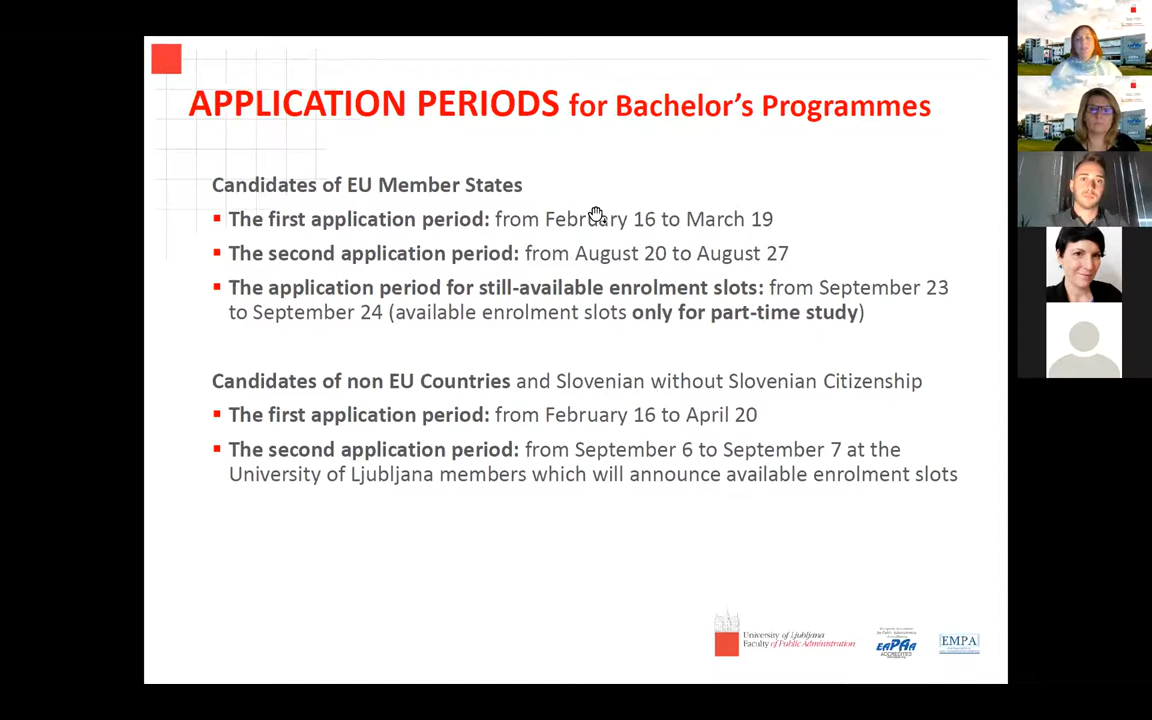 APPLICATION PERIODS for Bachelor’s Programmes
Candidates of EU Member States
The first application period: from February 16 to March 19
The second application period: from August 20 to August 27
The application period for still-available enrolment slots: from September 23
to September 24 (available enrolment slots only for part-time study)
Candidates of non EU Countries and Slovenian without Slovenian Citizenship
The first application period: from February 16 to April 20
The second application period: from September 6 to September 7 at the
University of Ljubljana members which will announce available enrolment slots
University of Ljubljana
Faculty of Public Administration
EAPAA
ACCREDITED
EMPA